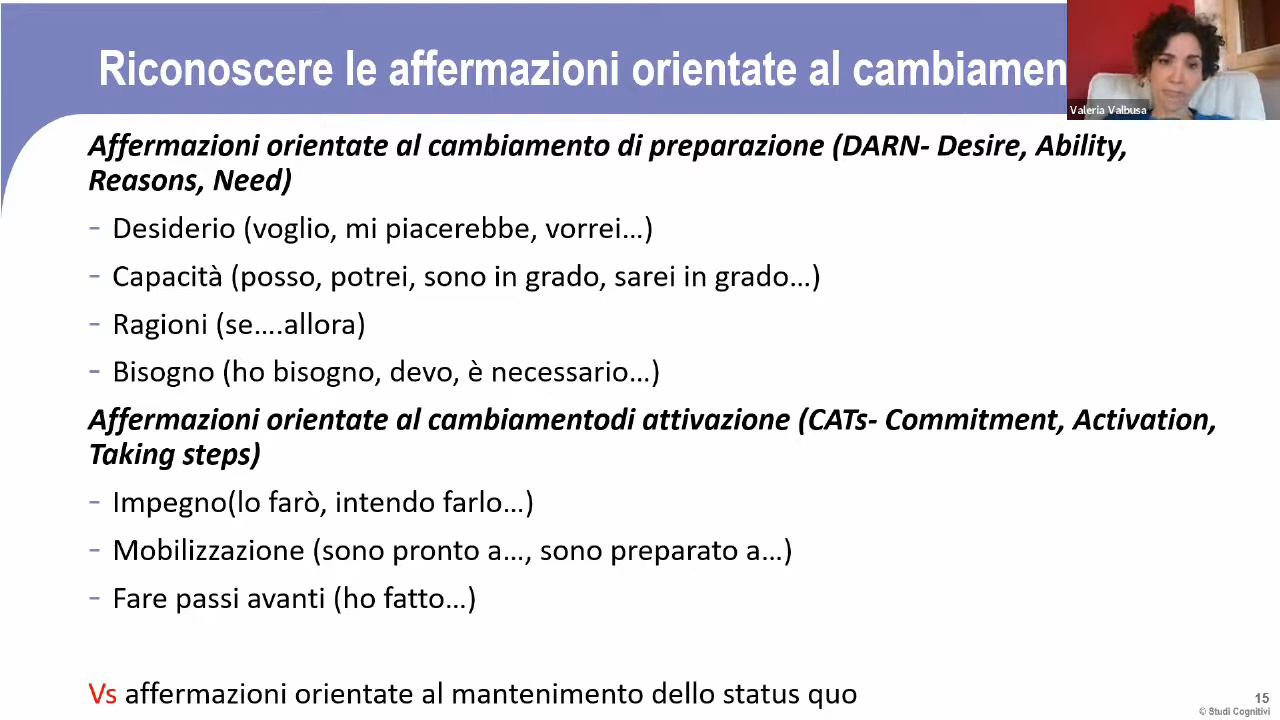 Riconoscere le affermazioni orientate al cambiamen
Valeria Valbusa
Affermazioni orientate al cambiamento di preparazione (DARN- Desire, Ability,
Reasons, Need)
- Desiderio (voglio, mi piacerebbe, vorrei…)
- Capacità (posso, potrei, sono in grado, sarei in grado…)
- Ragioni (se….allora)
- Bisogno (ho bisogno, devo, è necessario…)
Affermazioni orientate al cambiamentodi attivazione (CATs- Commitment, Activation,
Taking steps)
- Impegno(lo farò, intendo farlo…)
- Mobilizzazione (sono pronto a…, sono preparato a…)
- Fare passi avanti (ho fatto…)
Vs affermazioni orientate al mantenimento dello status quo
15
© Studi Cognitivi